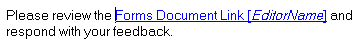 Please review the Forms Document Link [EditorName] and
respond with your feedback.